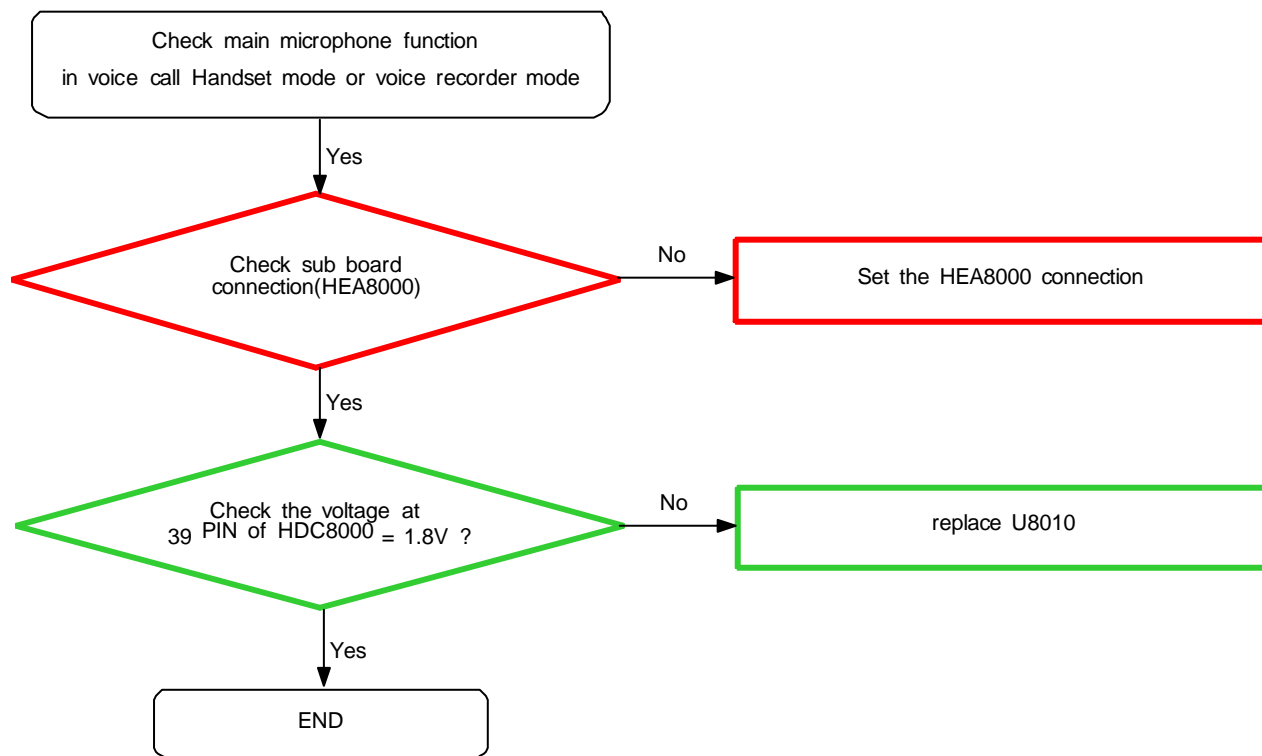 Check main microphone function
in voice call Handset mode or voice recorder mode
Yes
Check sub board
connection(HEA8000)
No
Set the HEA8000 connection
Yes
Check the voltage at
39 PIN of HDC8000 = 1.8V ?
No
replace U8010
Yes
END